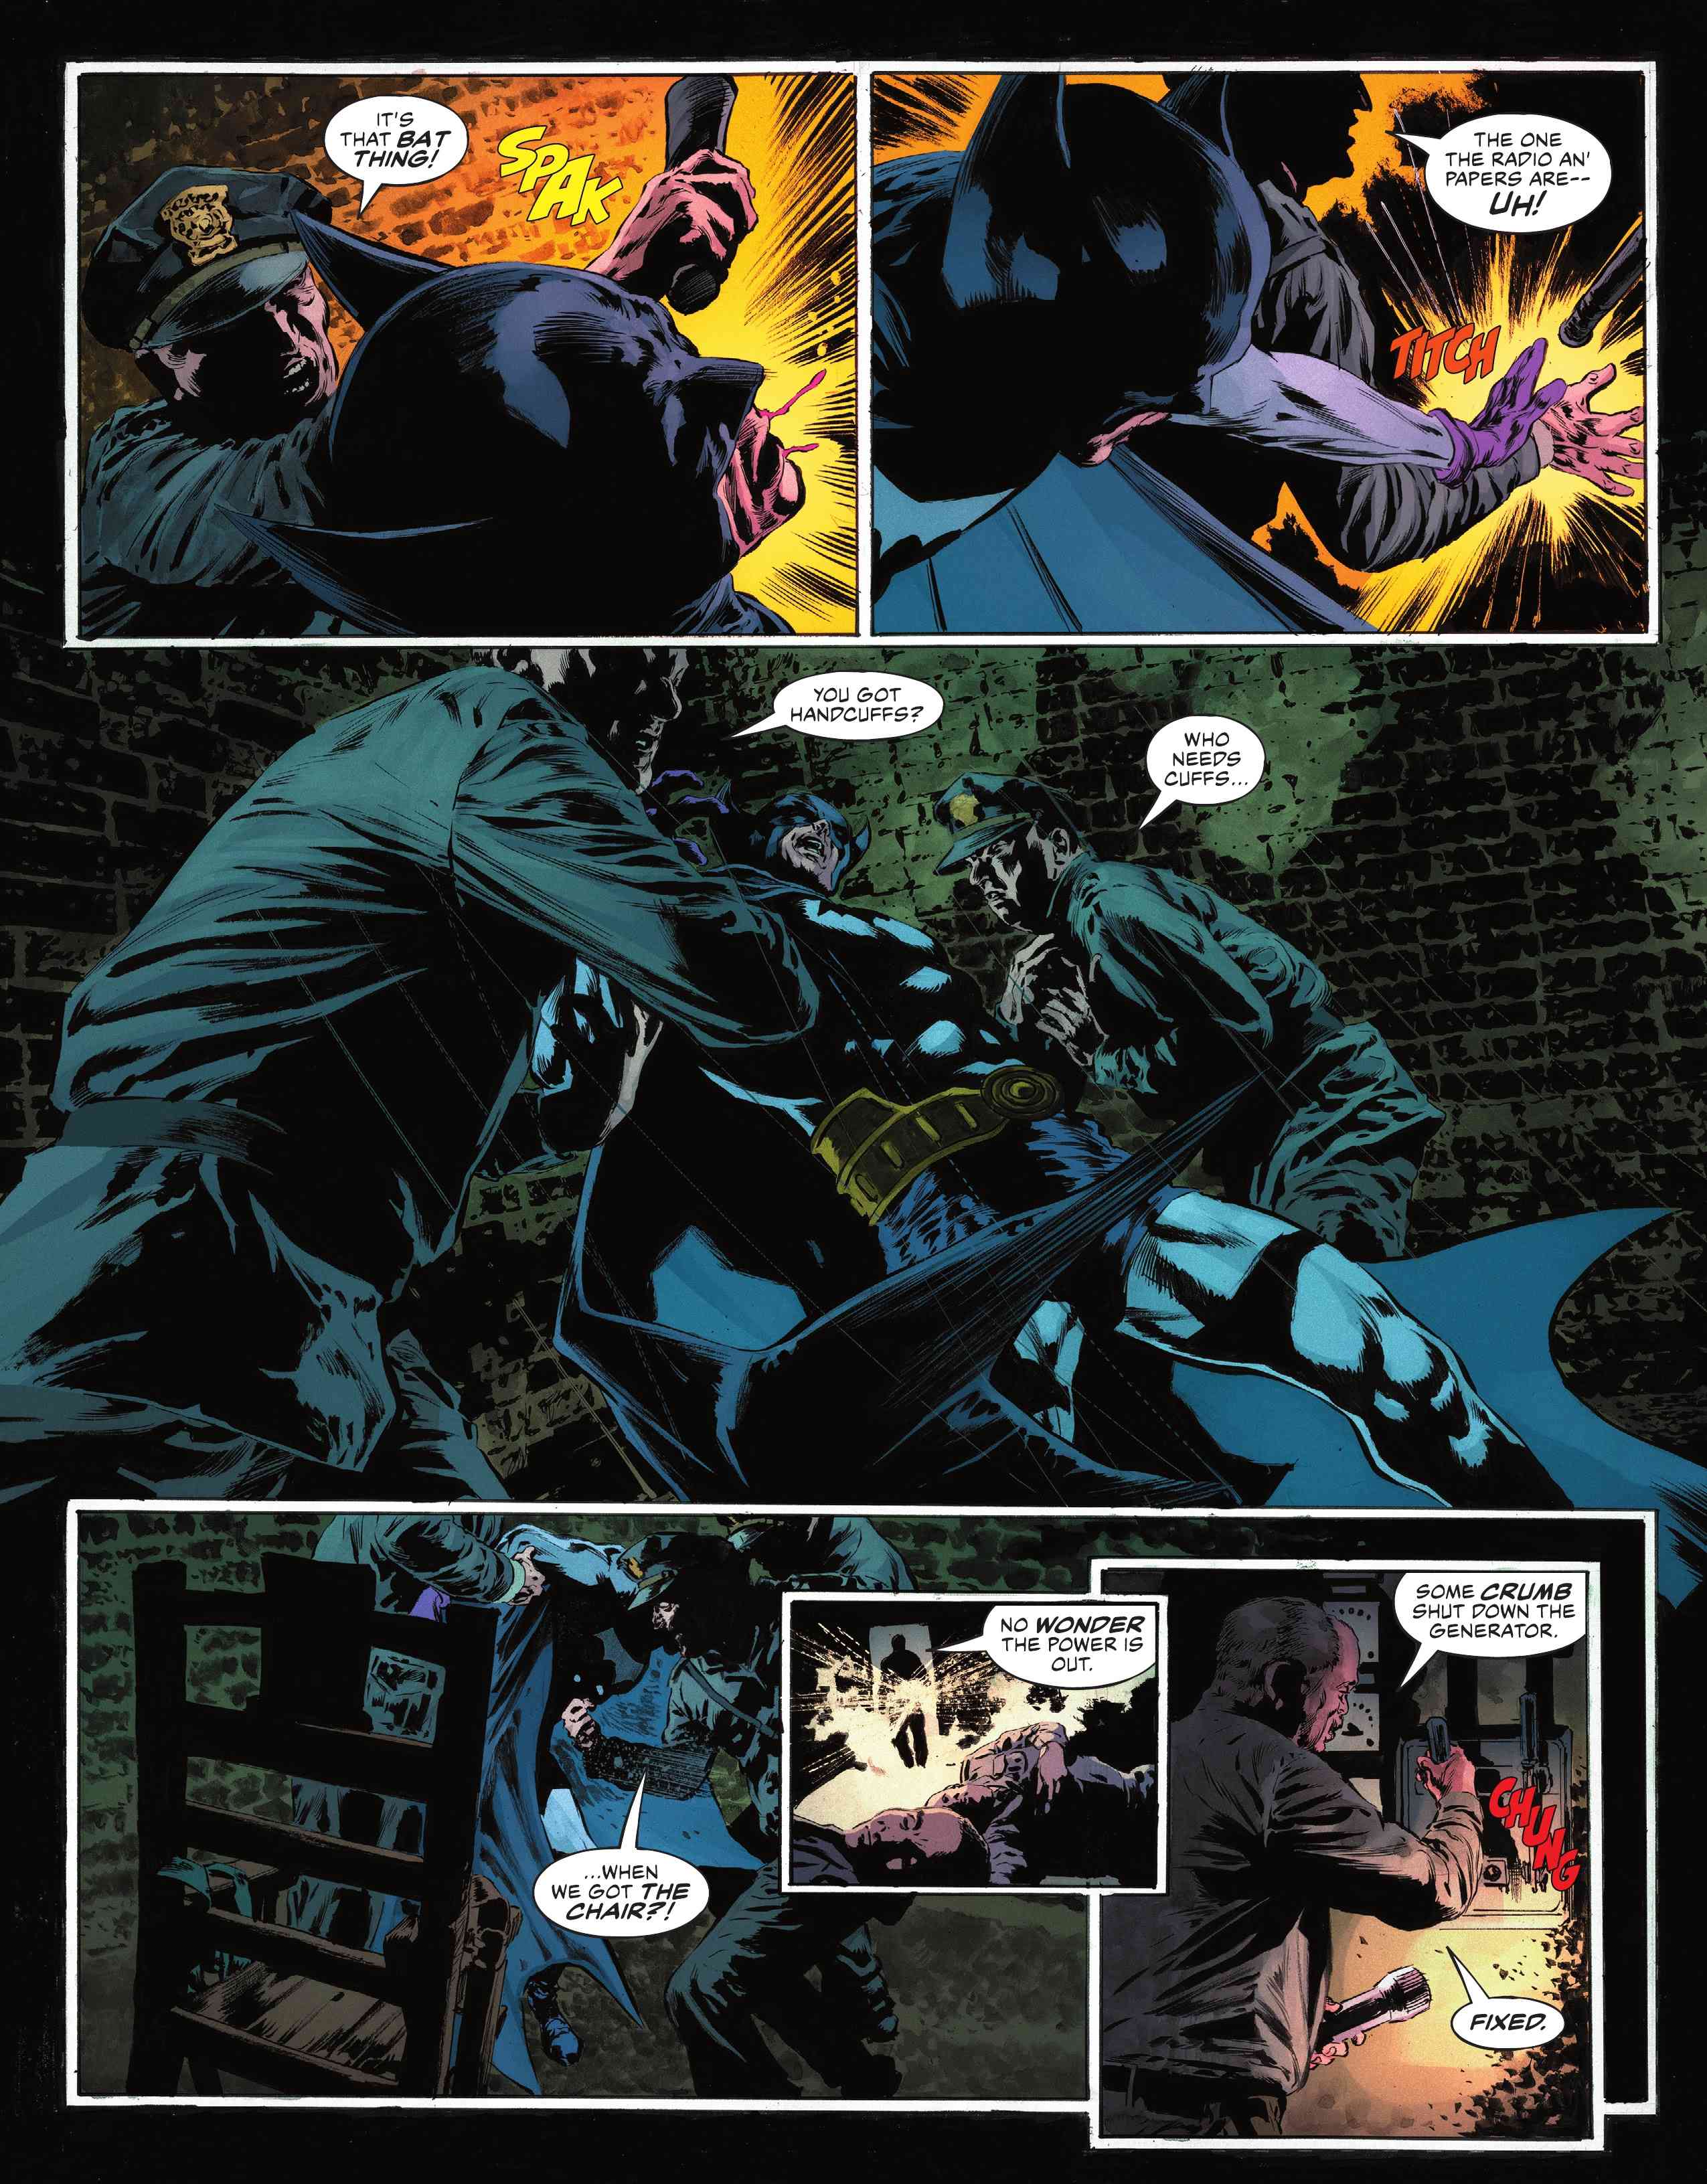 IT'S
THAT BAT
THING!
SPAK
THE ONE
THE RADIO AN'
PAPERS ARE--
UH!
TITCH
YOU GOT
HANDCUFFS?
WHO
NEEDS
CUFFS...
...WHEN
WE GOT THE
CHAIR?!
NO WONDER
THE POWER IS
OUT.
SOME CRUMB
SHUT DOWN THE
GENERATOR.
CHUNG
FIXED.